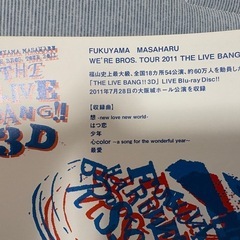 FUKUYAMA MASAHARU
WE'RE BROS. TOUR 2011 THE LIVE BANG!!
福山史上最大級、全国18カ所54公演、約60万人を動員し
「THE LIVE BANG!! 3D」LIVE Blu-ray Disc!!
2011年7月28日の大阪城ホール公演を収録
【収録曲】
想 -new love new world-
はつ恋
少年
心color ~a song for the wonderful year~
最愛
THE
LIVE
BANG!!
3D